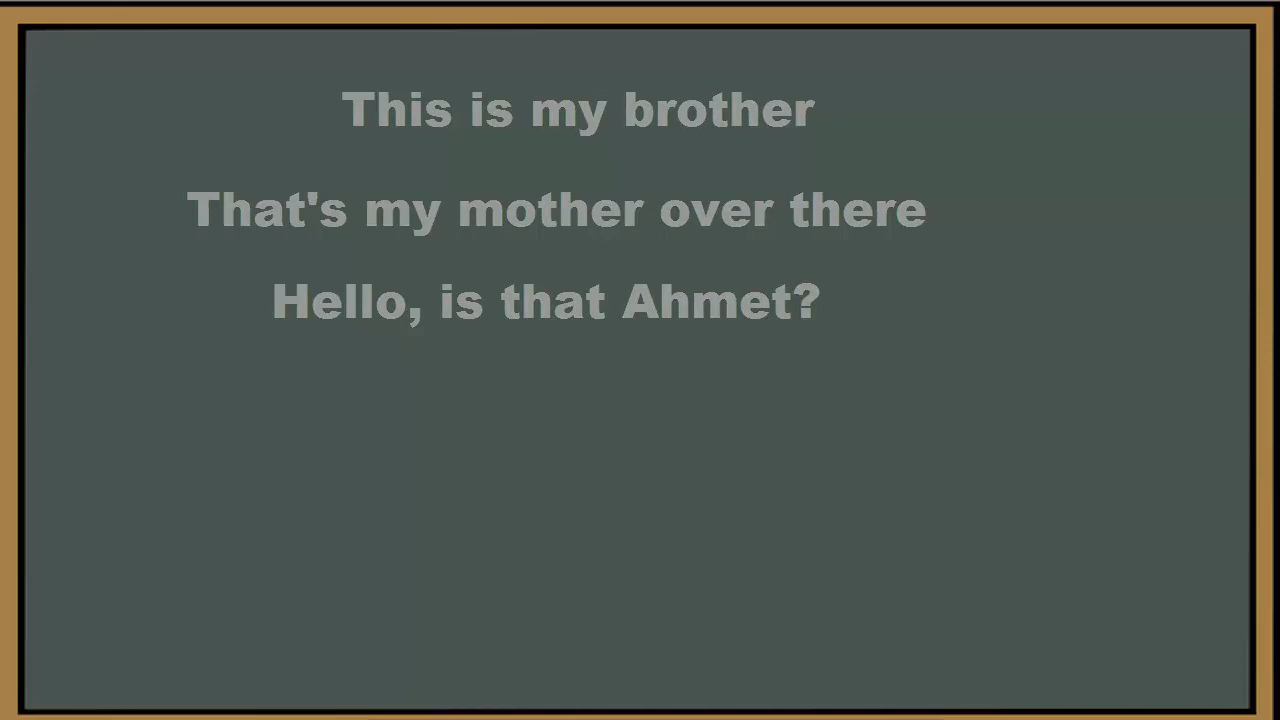 This is my brother
That's my mother over there
Hello, is that Ahmet?